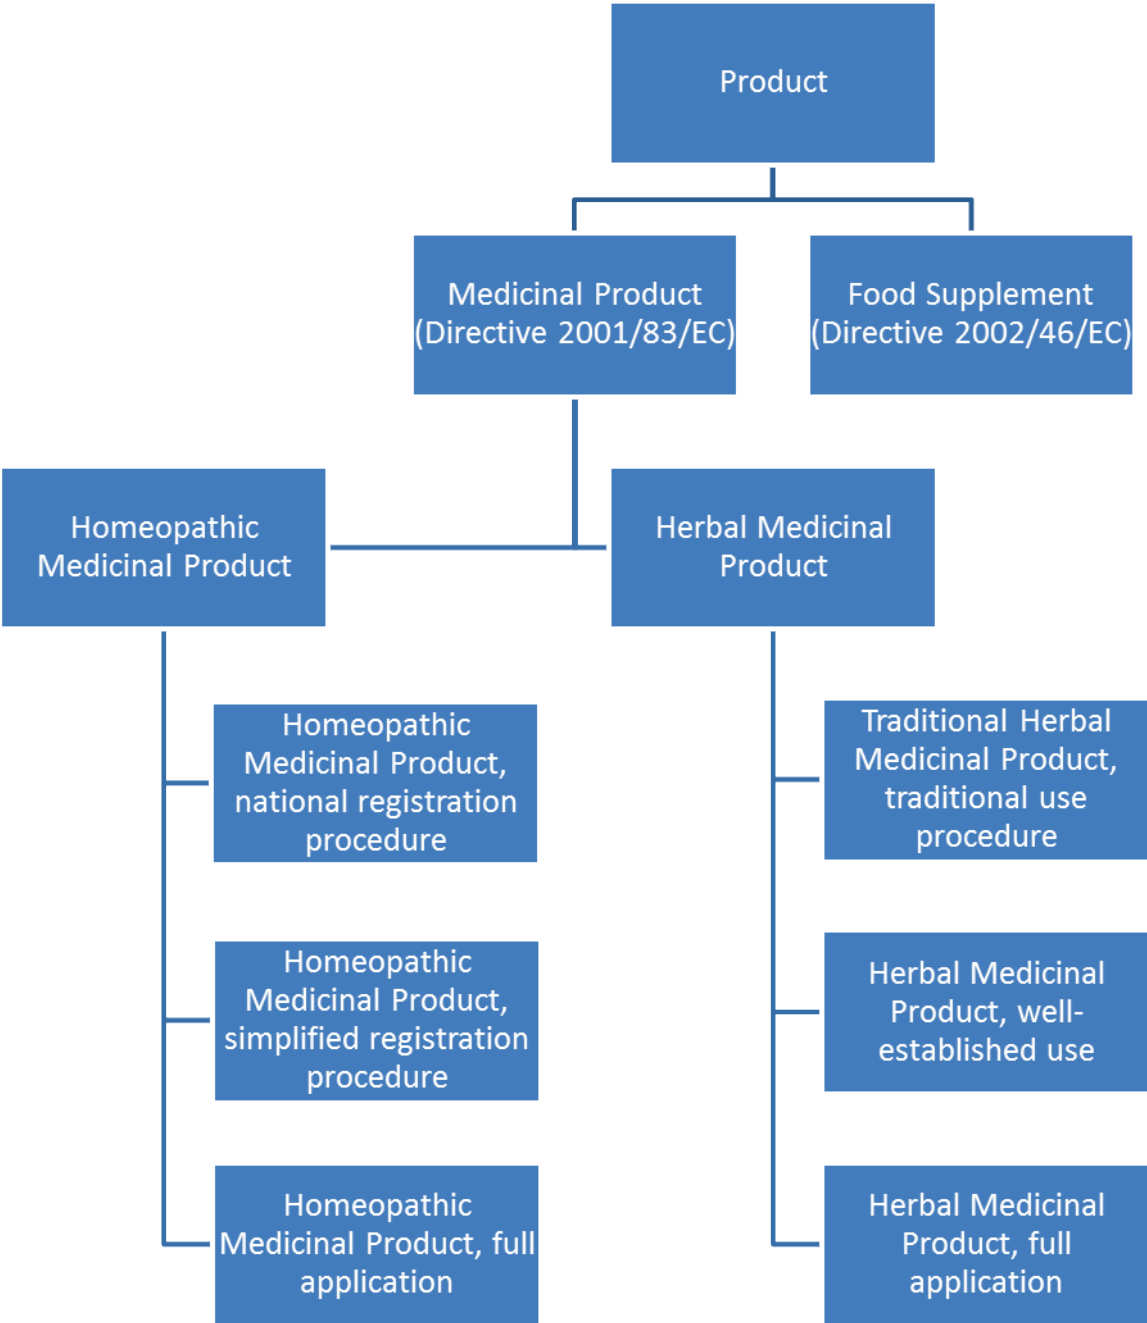 Product
Medicinal Product
(Directive 2001/83/EC)
Food Supplement
(Directive 2002/46/EC)
Homeopathic
Medicinal Product
Herbal Medicinal
Product
Homeopathic
Medicinal Product,
national registration
procedure
Homeopathic
Medicinal Product,
simplified registration
procedure
Homeopathic
Medicinal Product, full
application
Traditional Herbal
Medicinal Product,
traditional use
procedure
Herbal Medicinal
Product, well-
established use
Herbal Medicinal
Product, full
application